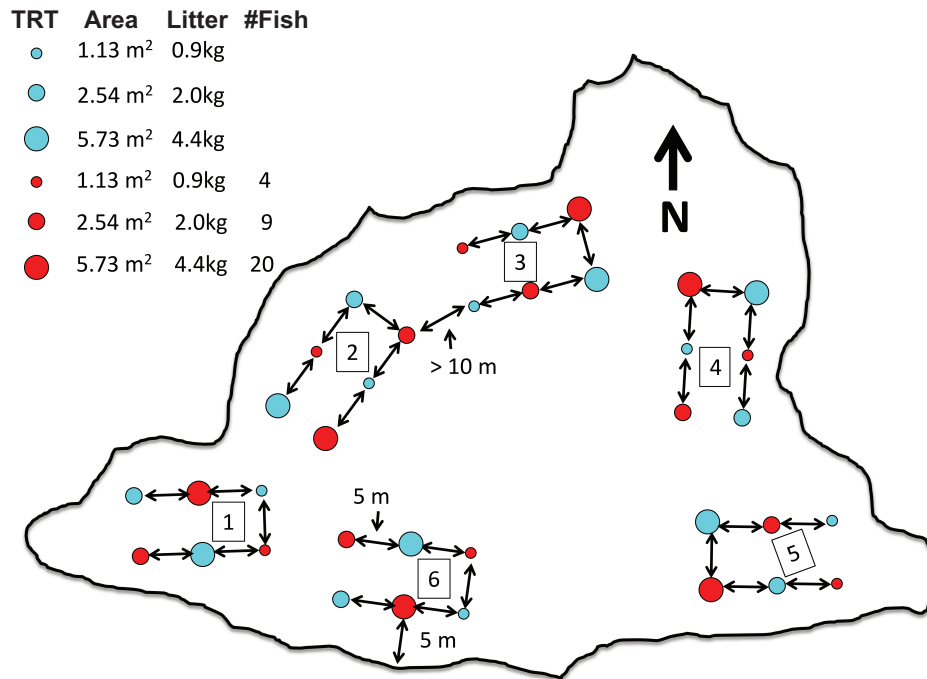 TRT Area Litter #Fish
1.13 m² 0.9kg
2.54 m² 2.0kg
5.73 m² 4.4kg
1.13 m² 0.9kg 4
2.54 m² 2.0kg 9
5.73 m² 4.4kg 20
N
3
2
> 10 m
4
5 m
1
5
6
5 m